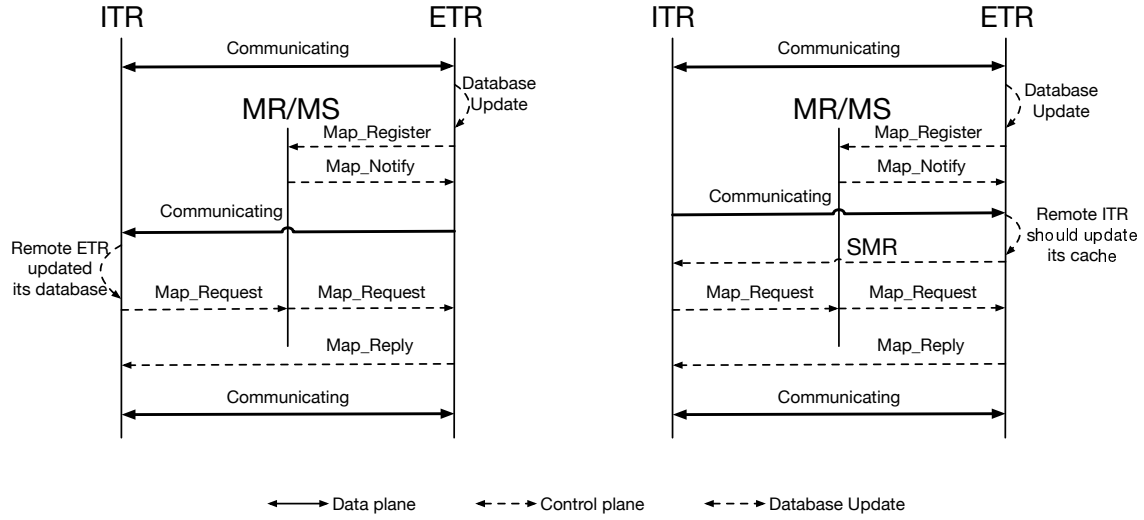 ITR
ETR
Communicating
Database
Update
MR/MS
Map_Register
Map_Notify
Communicating
Remote ETR
updated
its database
Map_Request
Map_Request
Map_Reply
Communicating
ITR
ETR
Communicating
Database
Update
MR/MS
Map_Register
Map_Notify
Communicating
Remote ITR
should update
its cache
SMR
Map_Request
Map_Request
Map_Reply
Communicating
Data plane
Control plane
Database Update